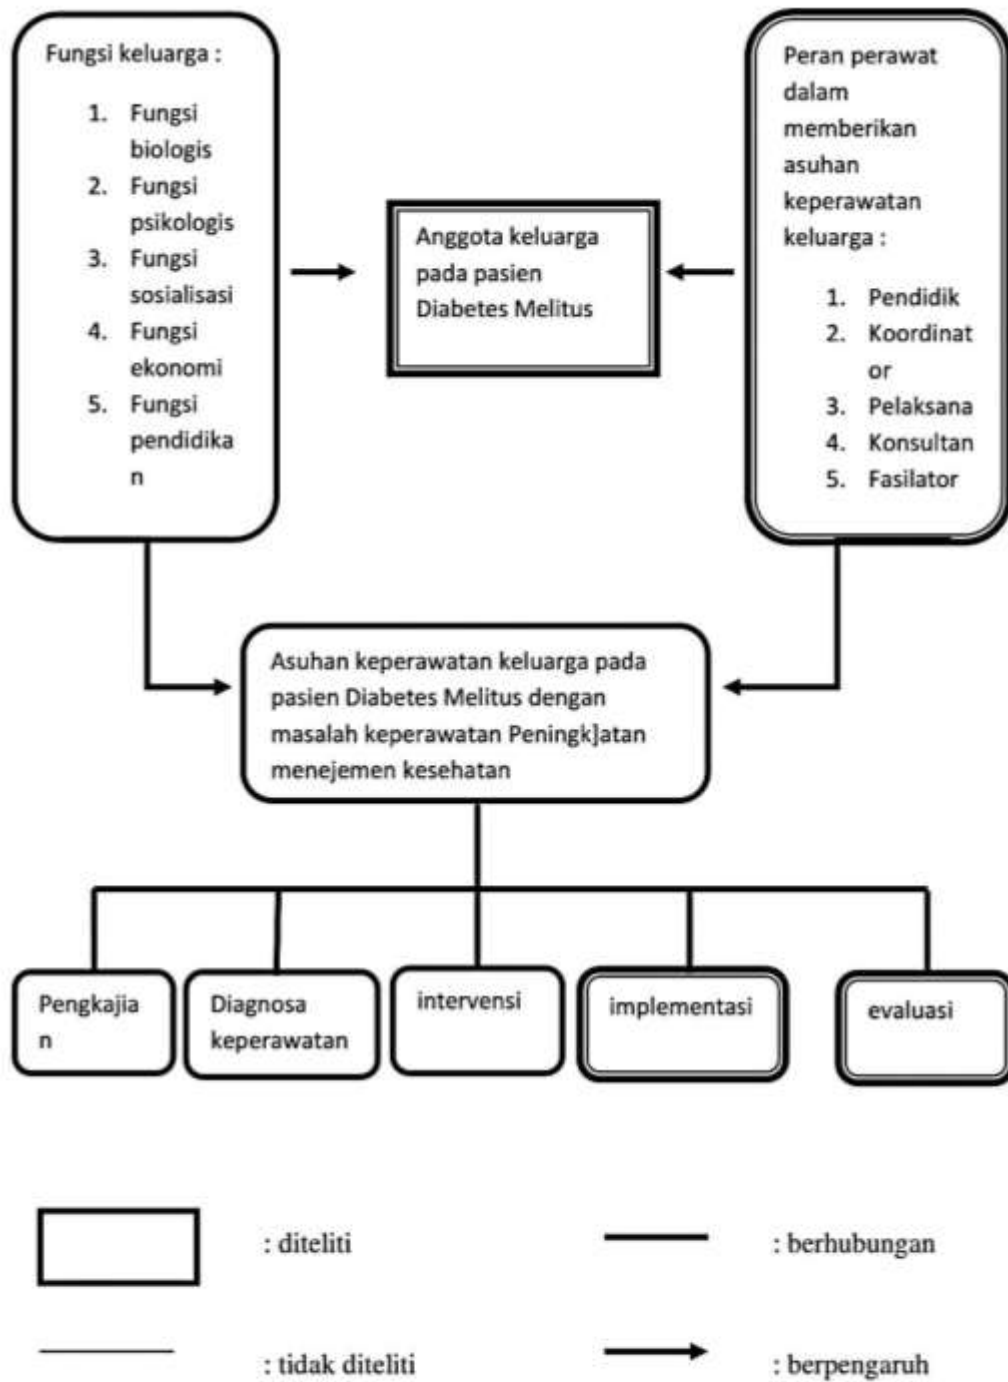 Fungsi keluarga :
1. Fungsi
biologis
2. Fungsi
psikologis
3. Fungsi
sosialisasi
4. Fungsi
ekonomi
5. Fungsi
pendidika
n
Anggota keluarga
pada pasien
Diabetes Melitus
Peran perawat
dalam
memberikan
asuhan
keperawatan
keluarga :
1. Pendidik
2. Koordinat
or
3. Pelaksana
4. Konsultan
5. Fasilator
Asuhan keperawatan keluarga pada
pasien Diabetes Melitus dengan
masalah keperawatan Peningk]atan
menejemen kesehatan
Pengkajia
n
Diagnosa
keperawatan
intervensi
implementasi
evaluasi
: diteliti
: berhubungan
: tidak diteliti
: berpengaruh